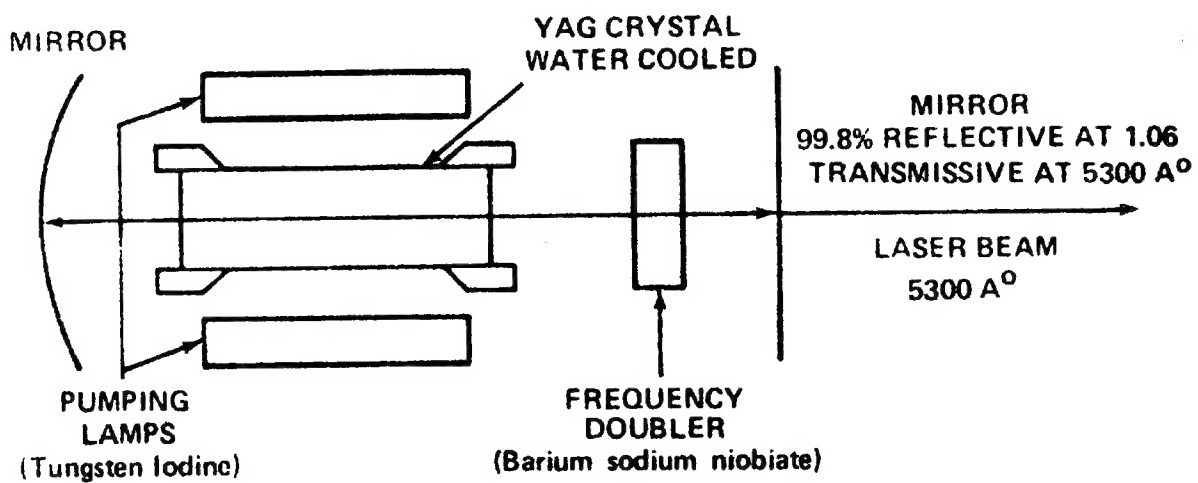 MIRROR
YAG CRYSTAL
WATER COOLED
MIRROR
99.8% REFLECTIVE AT 1.06
TRANSMISSIVE AT 5300 A°
LASER BEAM
5300 A°
PUMPING
LAMPS
(Tungsten Iodine)
FREQUENCY
DOUBLER
(Barium sodium niobiate)